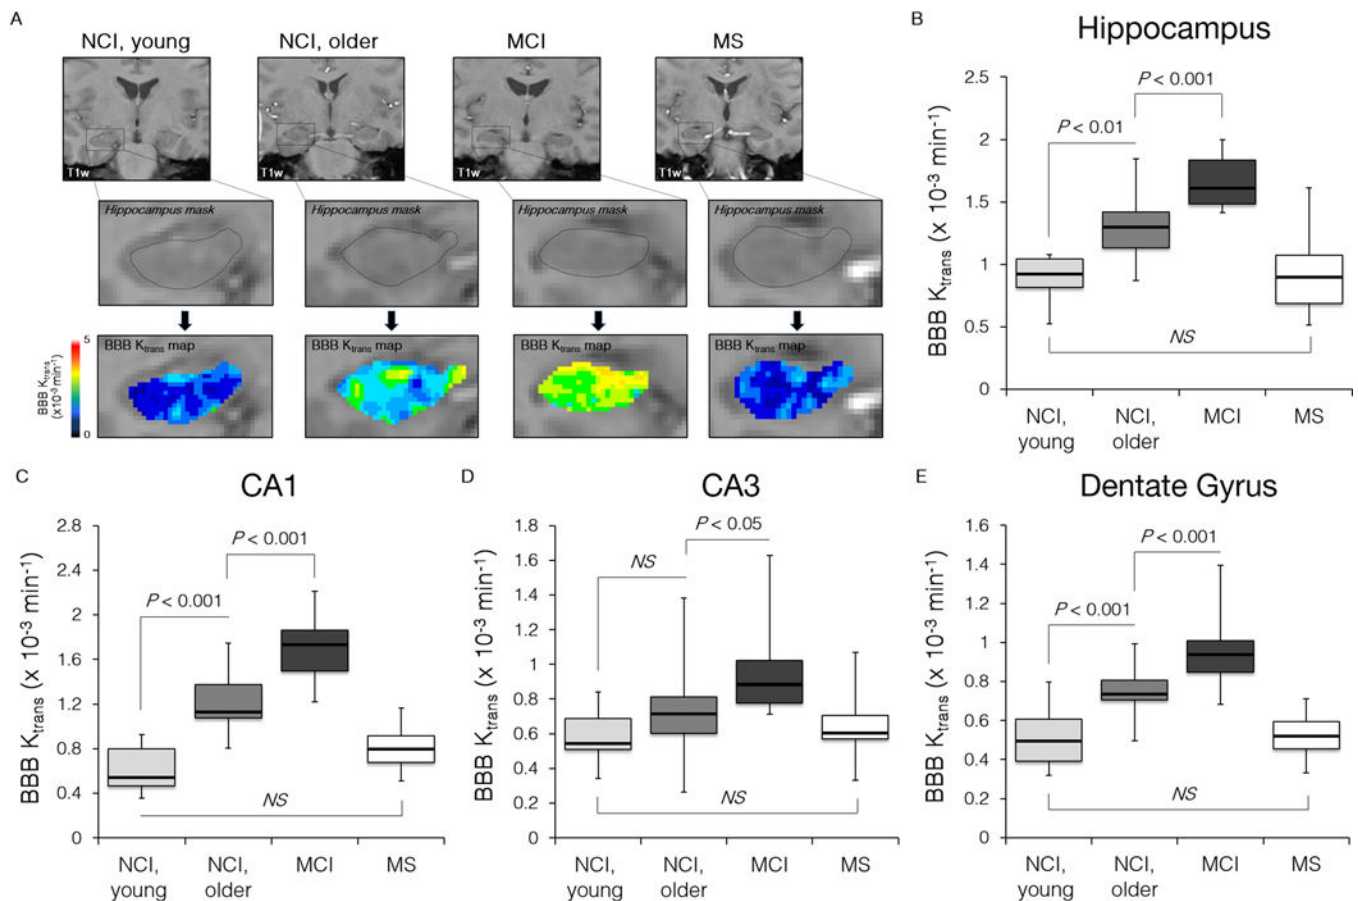 A
NCI, young
NCI, older
MCI
MS
T1w
T1w
T1w
T1w
Hippocampus mask
Hippocampus mask
Hippocampus mask
Hippocampus mask
BBB Ktrans map
BBB Ktrans map
BBB Ktrans map
BBB Ktrans map
BBB Ktrans
(x10-3 min-1)
5
0
B
Hippocampus
BBB Ktrans (x 10-3 min-1)
2.5
2
1.5
1
0.5
0
P < 0.01
P < 0.001
NS
NCI,
young
NCI,
older
MCI
MS
C
CA1
BBB Ktrans (x 10-3 min-1)
2.8
2.4
2
1.6
1.2
0.8
0.4
0
P < 0.001
P < 0.001
NS
NCI,
young
NCI,
older
MCI
MS
D
CA3
BBB Ktrans (x 10-3 min-1)
1.8
1.6
1.4
1.2
1
0.8
0.6
0.4
0.2
0
NS
P < 0.05
NS
NCI,
young
NCI,
older
MCI
MS
E
Dentate Gyrus
BBB Ktrans (x 10-3 min-1)
1.6
1.4
1.2
1
0.8
0.6
0.4
0.2
0
P < 0.001
P < 0.001
NS
NCI,
young
NCI,
older
MCI
MS